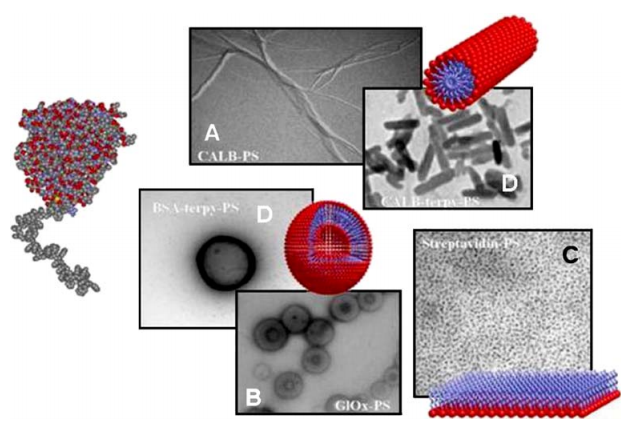 A
CALB-PS
D
CALB-terpy-PS
BSA-terpy-PS
D
Streptavidin-PS
C
B
GlOx-PS